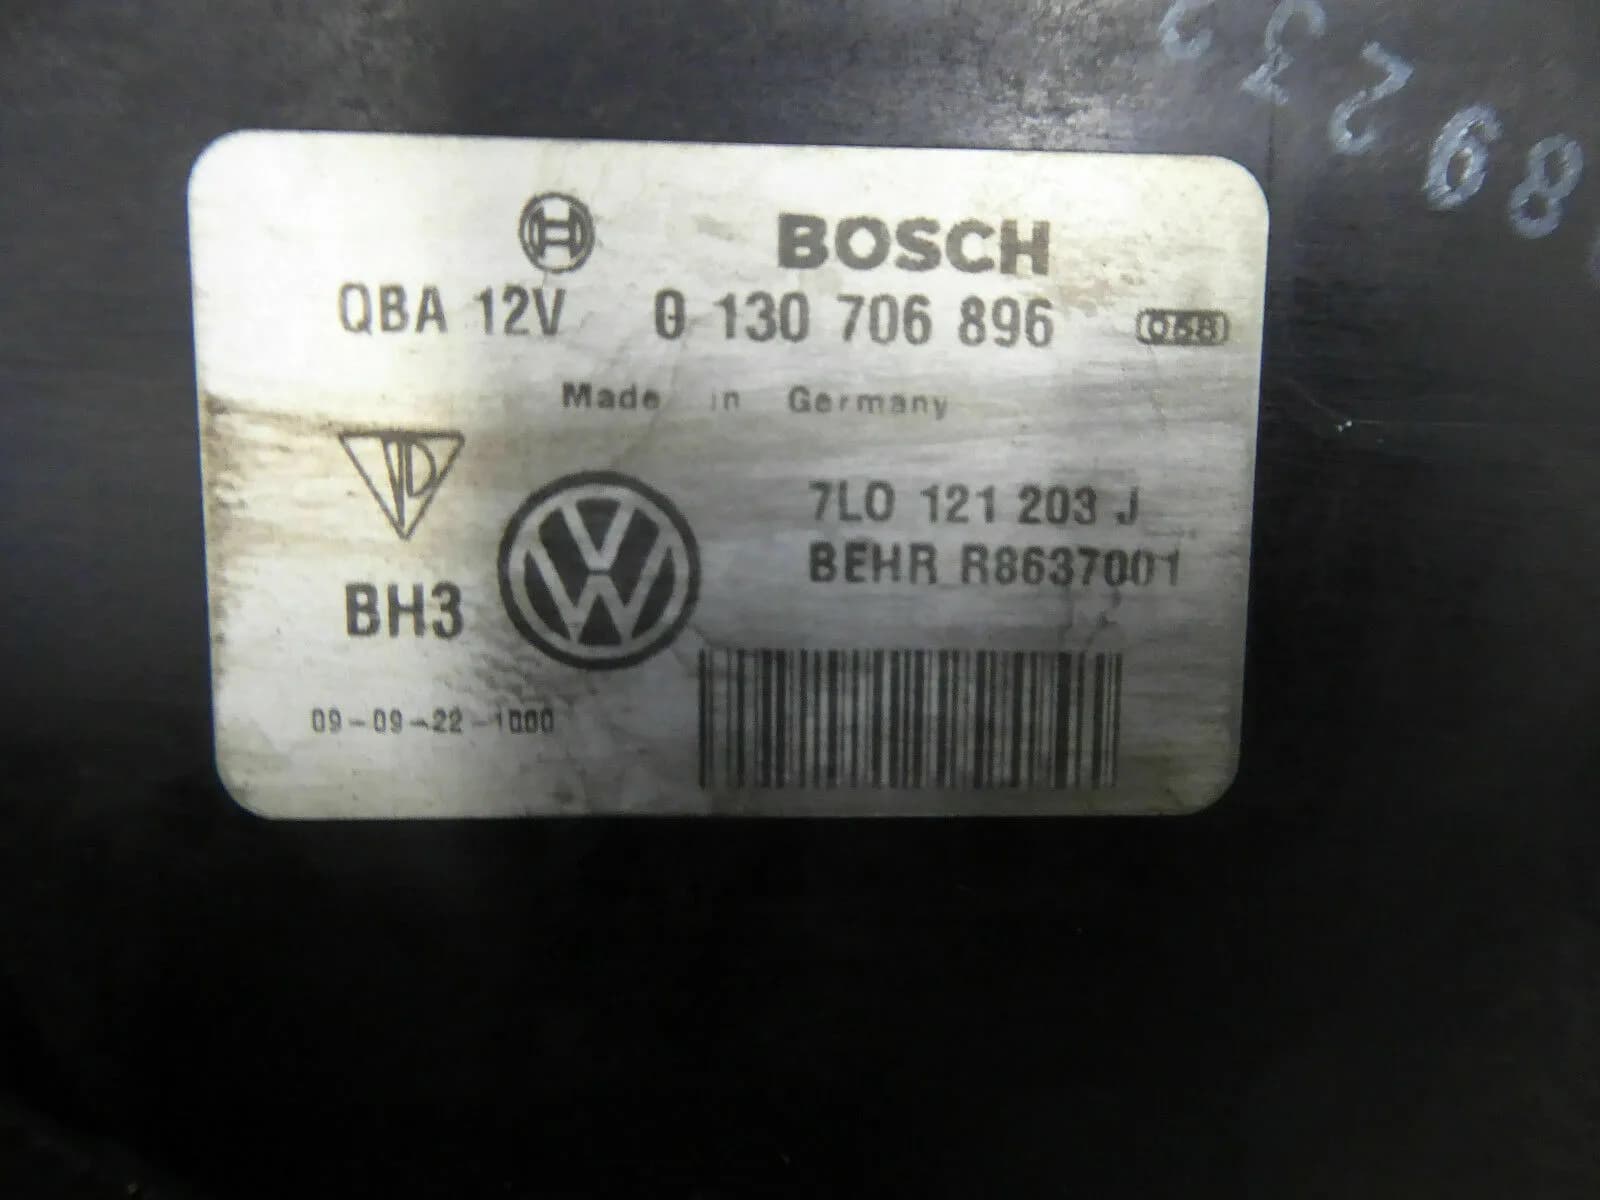 BOSCH
QBA 12V 0 130 706 896 058
Made in Germany
7L0 121 203 J
BEHR R8637001
BH3
09-09-22-1000